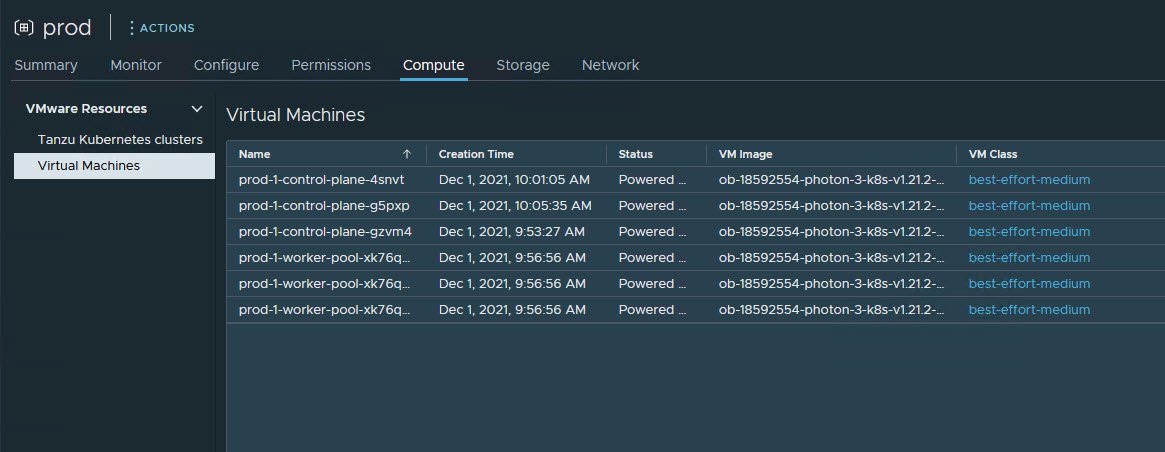 prod ACTIONS
Summary Monitor Configure Permissions Compute Storage Network
VMware Resources
Tanzu Kubernetes clusters
Virtual Machines
Virtual Machines
Name Creation Time Status VM Image VM Class
prod-1-control-plane-4snvt Dec 1, 2021, 10:01:05 AM Powered ... ob-18592554-photon-3-k8s-v1.21.2-... best-effort-medium
prod-1-control-plane-g5pxp Dec 1, 2021, 10:05:35 AM Powered ... ob-18592554-photon-3-k8s-v1.21.2-... best-effort-medium
prod-1-control-plane-gzvm4 Dec 1, 2021, 9:53:27 AM Powered ... ob-18592554-photon-3-k8s-v1.21.2-... best-effort-medium
prod-1-worker-pool-xk76q... Dec 1, 2021, 9:56:56 AM Powered ... ob-18592554-photon-3-k8s-v1.21.2-... best-effort-medium
prod-1-worker-pool-xk76q... Dec 1, 2021, 9:56:56 AM Powered ... ob-18592554-photon-3-k8s-v1.21.2-... best-effort-medium
prod-1-worker-pool-xk76q... Dec 1, 2021, 9:56:56 AM Powered ... ob-18592554-photon-3-k8s-v1.21.2-... best-effort-medium